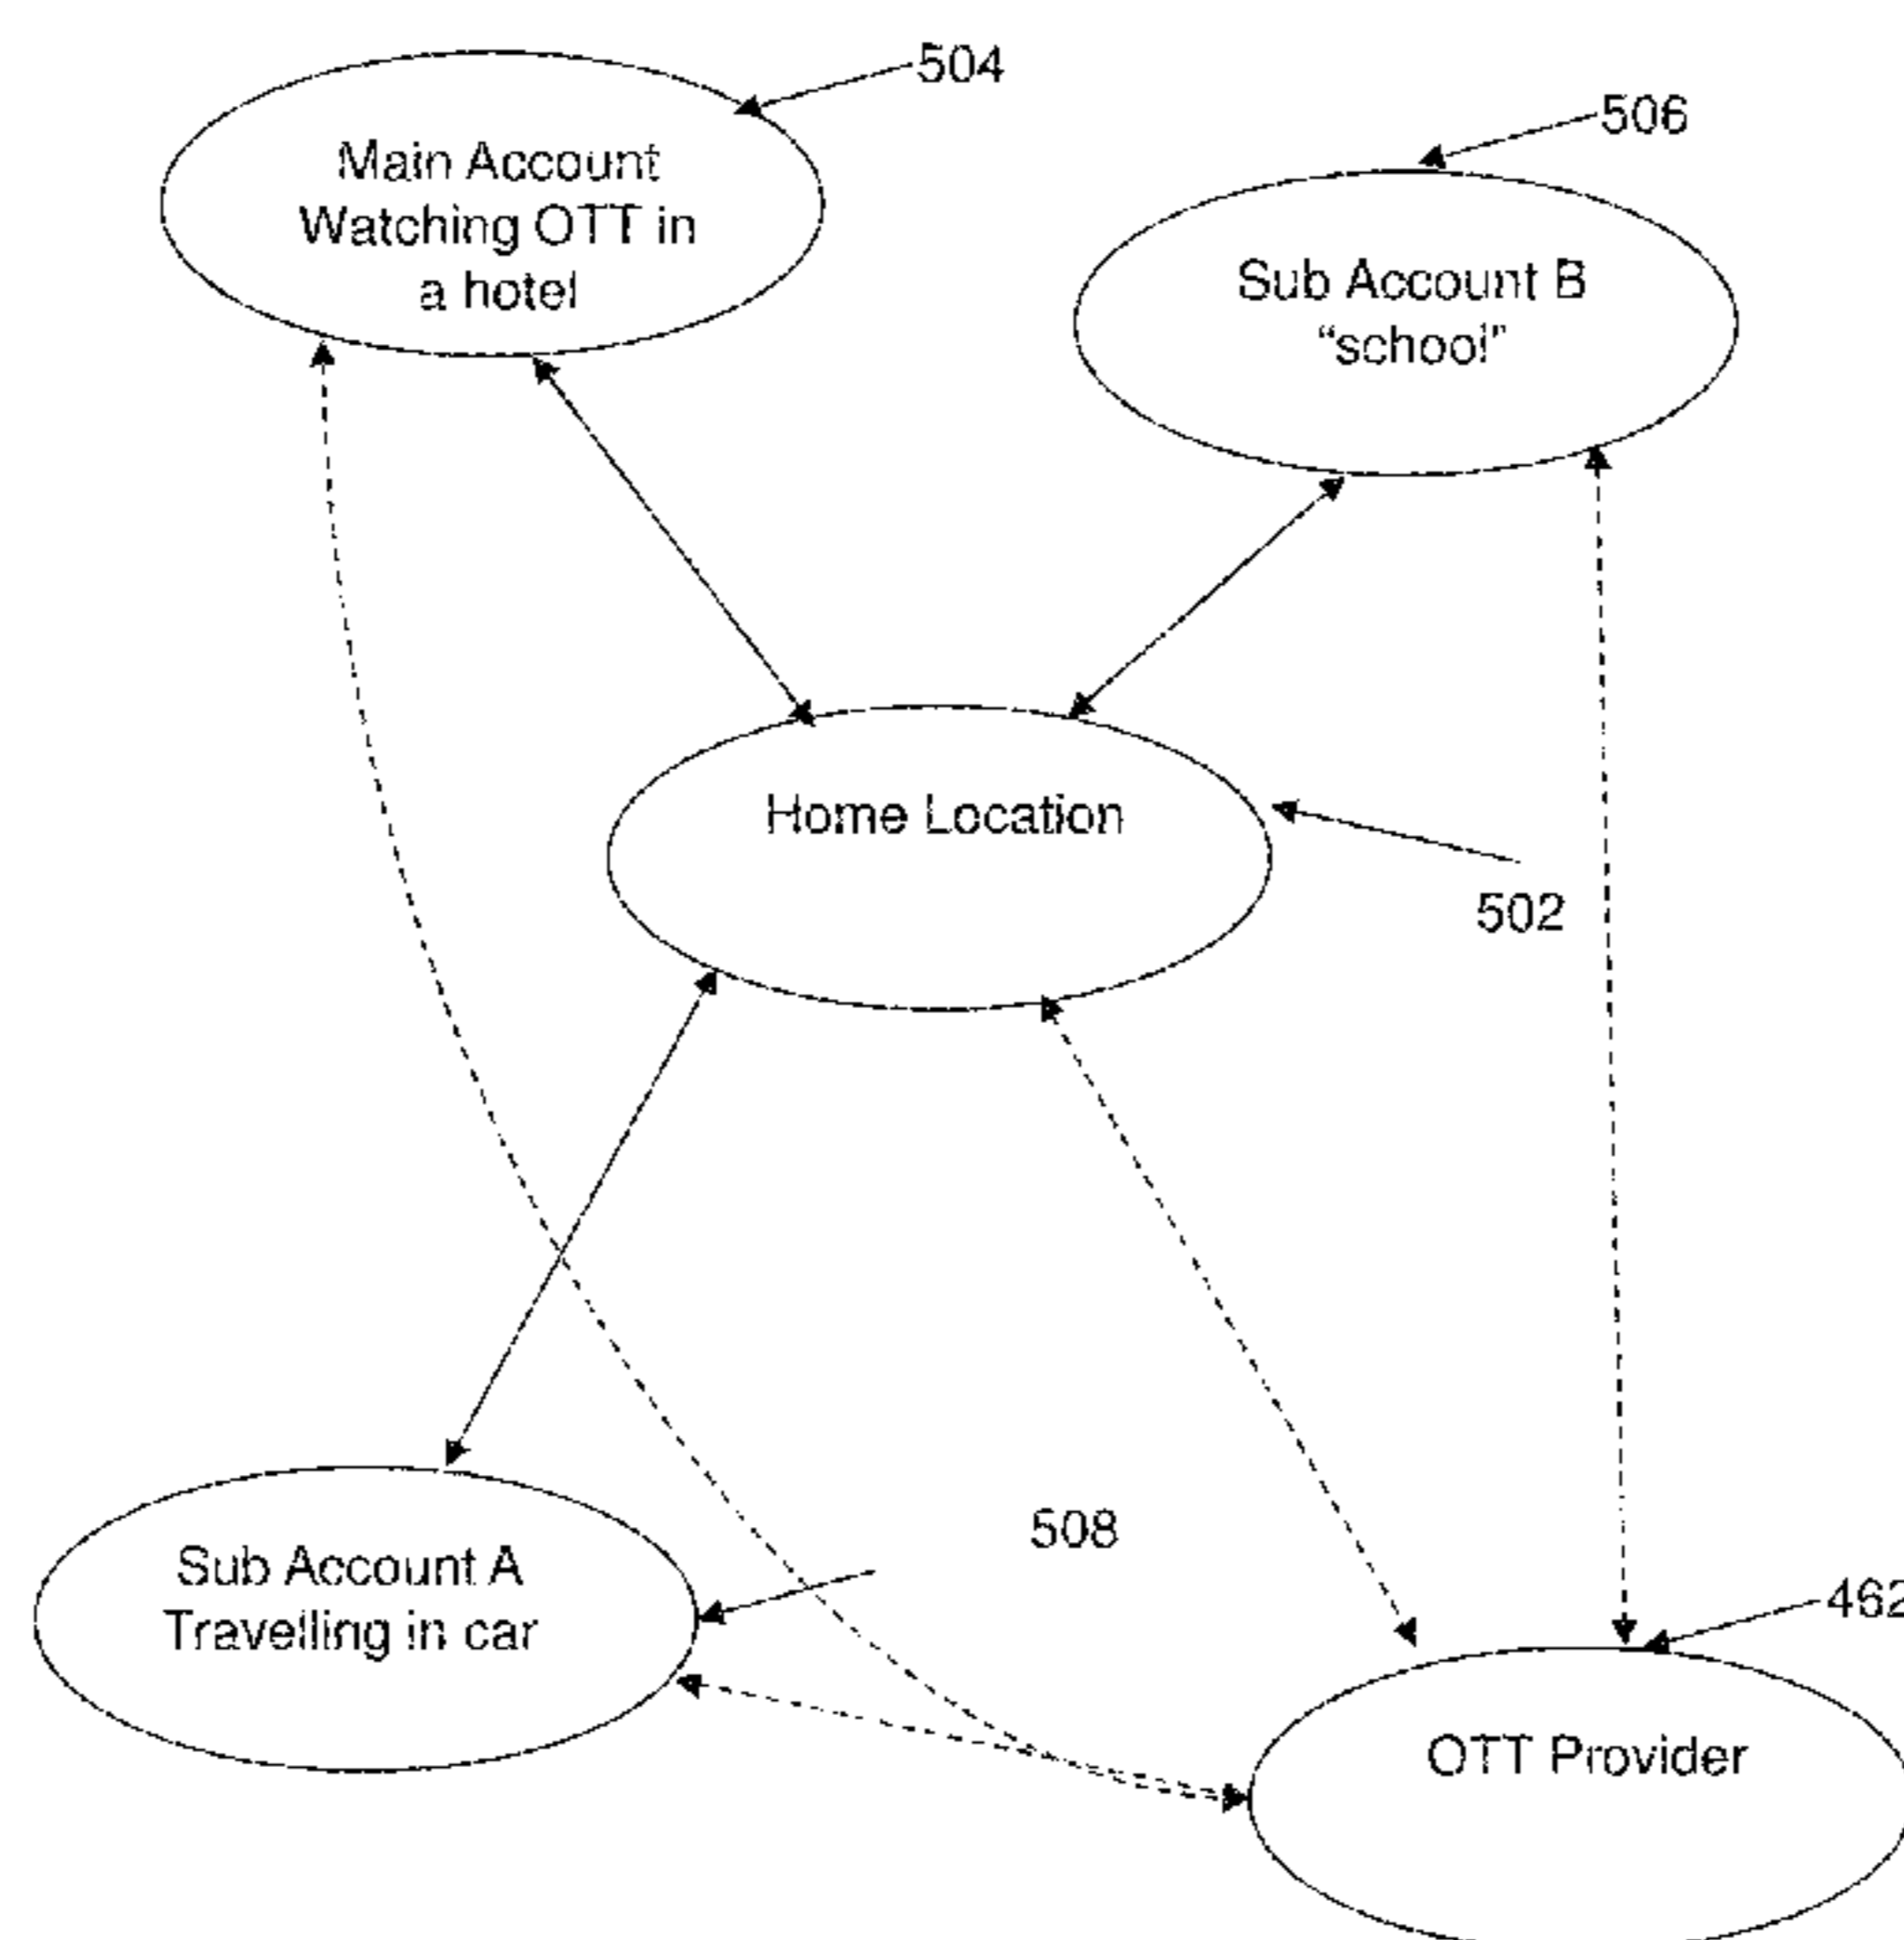 504
506
Main Account
Watching OTT in
a hotel
Sub Account B
“school”
Home Location
502
508
Sub Account A
Travelling in car
462
OTT Provider